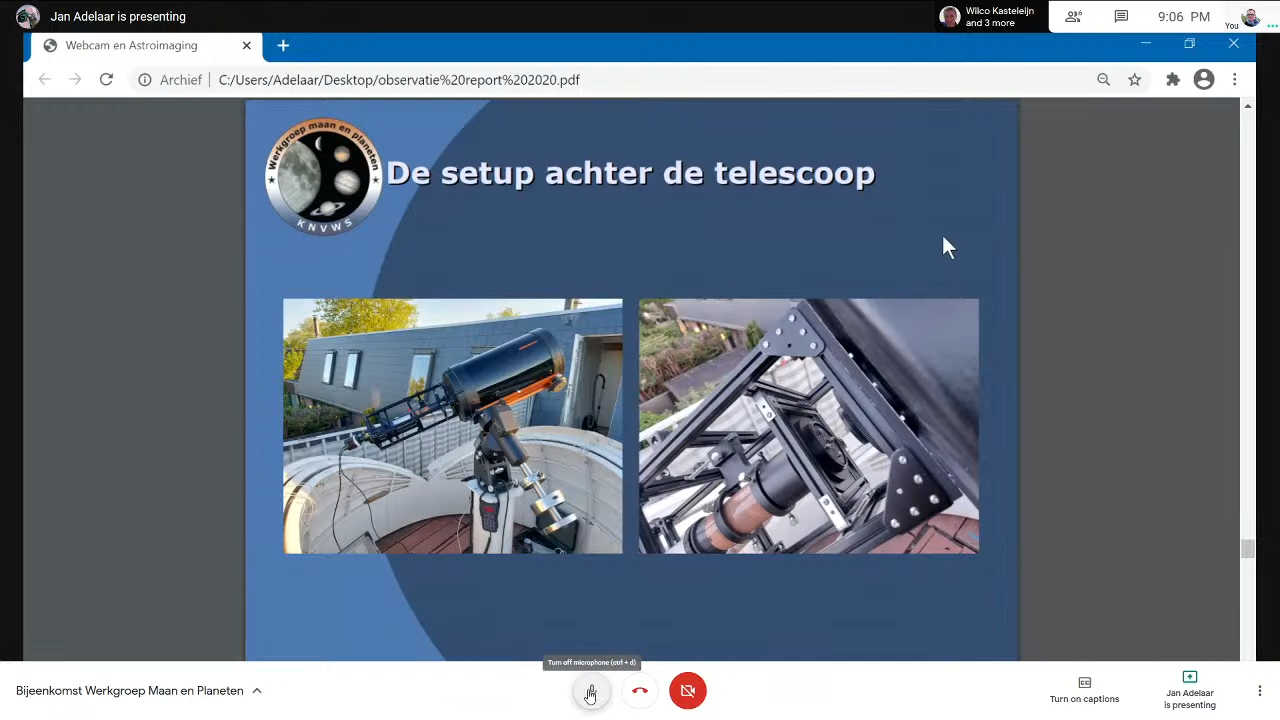 Jan Adelaar is presenting
Wilco Kasteleijn
and 3 more
6
9:06 PM
You
Webcam en Astroimaging
Archief
C:/Users/Adelaar/Desktop/observatie%20report%202020.pdf
Werkgroep maan en planeten
KNVWS
De setup achter de telescoop
Turn off microphone (ctrl + d)
Bijeenkomst Werkgroep Maan en Planeten
Turn on captions
Jan Adelaar
is presenting